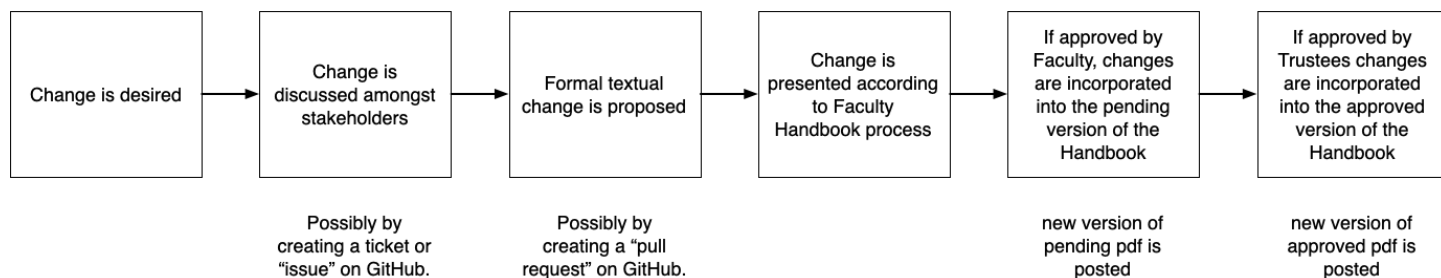 Change is desired
Change is
discussed amongst
stakeholders
Formal textual
change is proposed
Change is
presented according
to Faculty
Handbook process
If approved by
Faculty, changes
are incorporated
into the pending
version of the
Handbook
If approved by
Trustees changes
are incorporated
into the approved
version of the
Handbook
Possibly by
creating a ticket or
“issue” on GitHub.
Possibly by
creating a “pull
request” on GitHub.
new version of
pending pdf is
posted
new version of
approved pdf is
posted